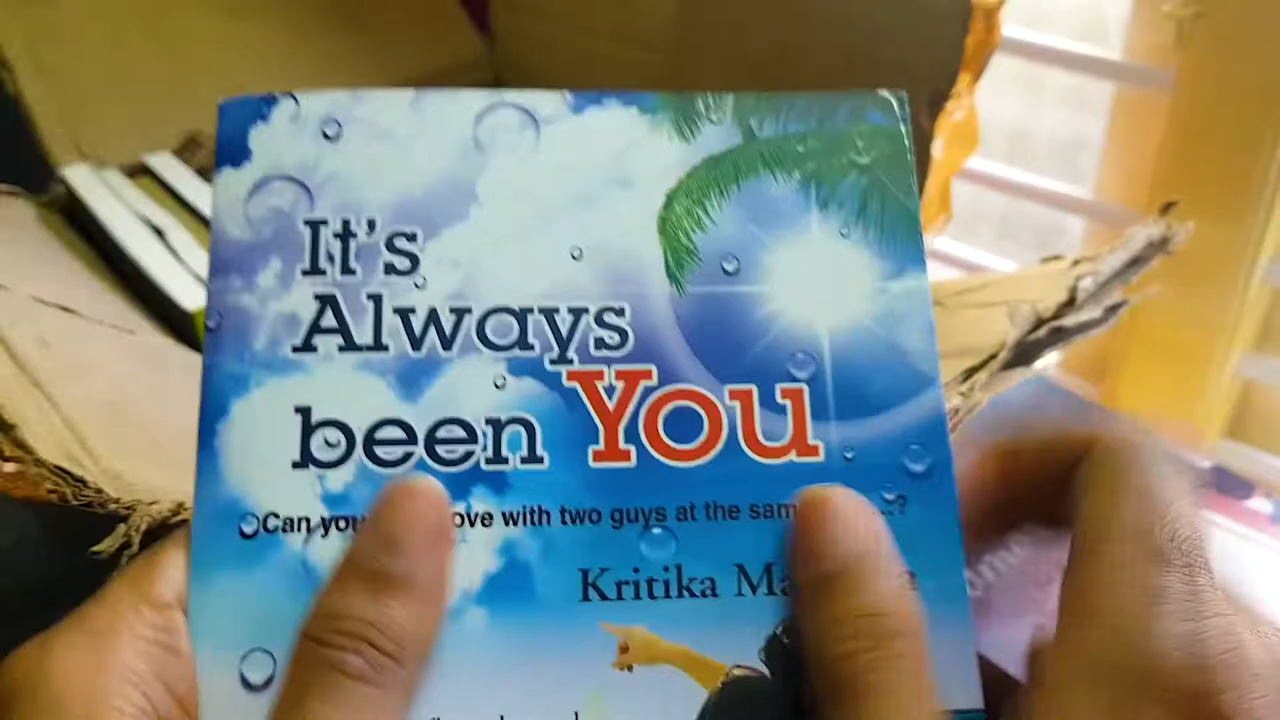 It's
Always
been You
Can you ove with two guys at the sam ...?
Kritika Ma